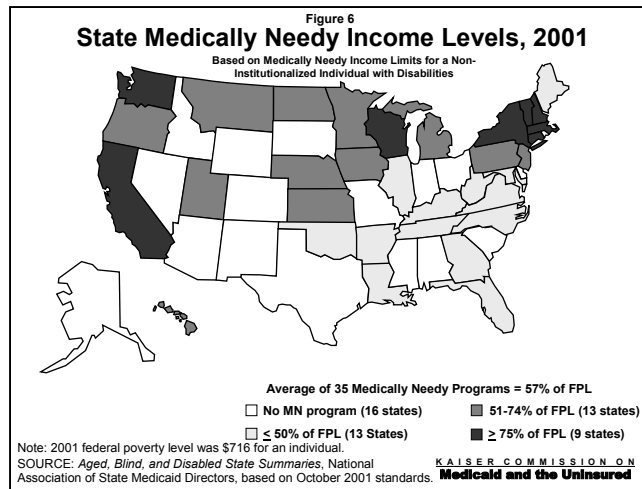 Figure 6
State Medically Needy Income Levels, 2001
Based on Medically Needy Income Limits for a Non-
Institutionalized Individual with Disabilities
Average of 35 Medically Needy Programs = 57% of FPL
No MN program (16 states)
51-74% of FPL (13 states)
≤ 50% of FPL (13 States)
≥ 75% of FPL (9 states)
Note: 2001 federal poverty level was $716 for an individual.
SOURCE: Aged, Blind, and Disabled State Summaries, National
Association of State Medicaid Directors, based on October 2001 standards.
KAISER COMMISSION ON
Medicaid and the Uninsured